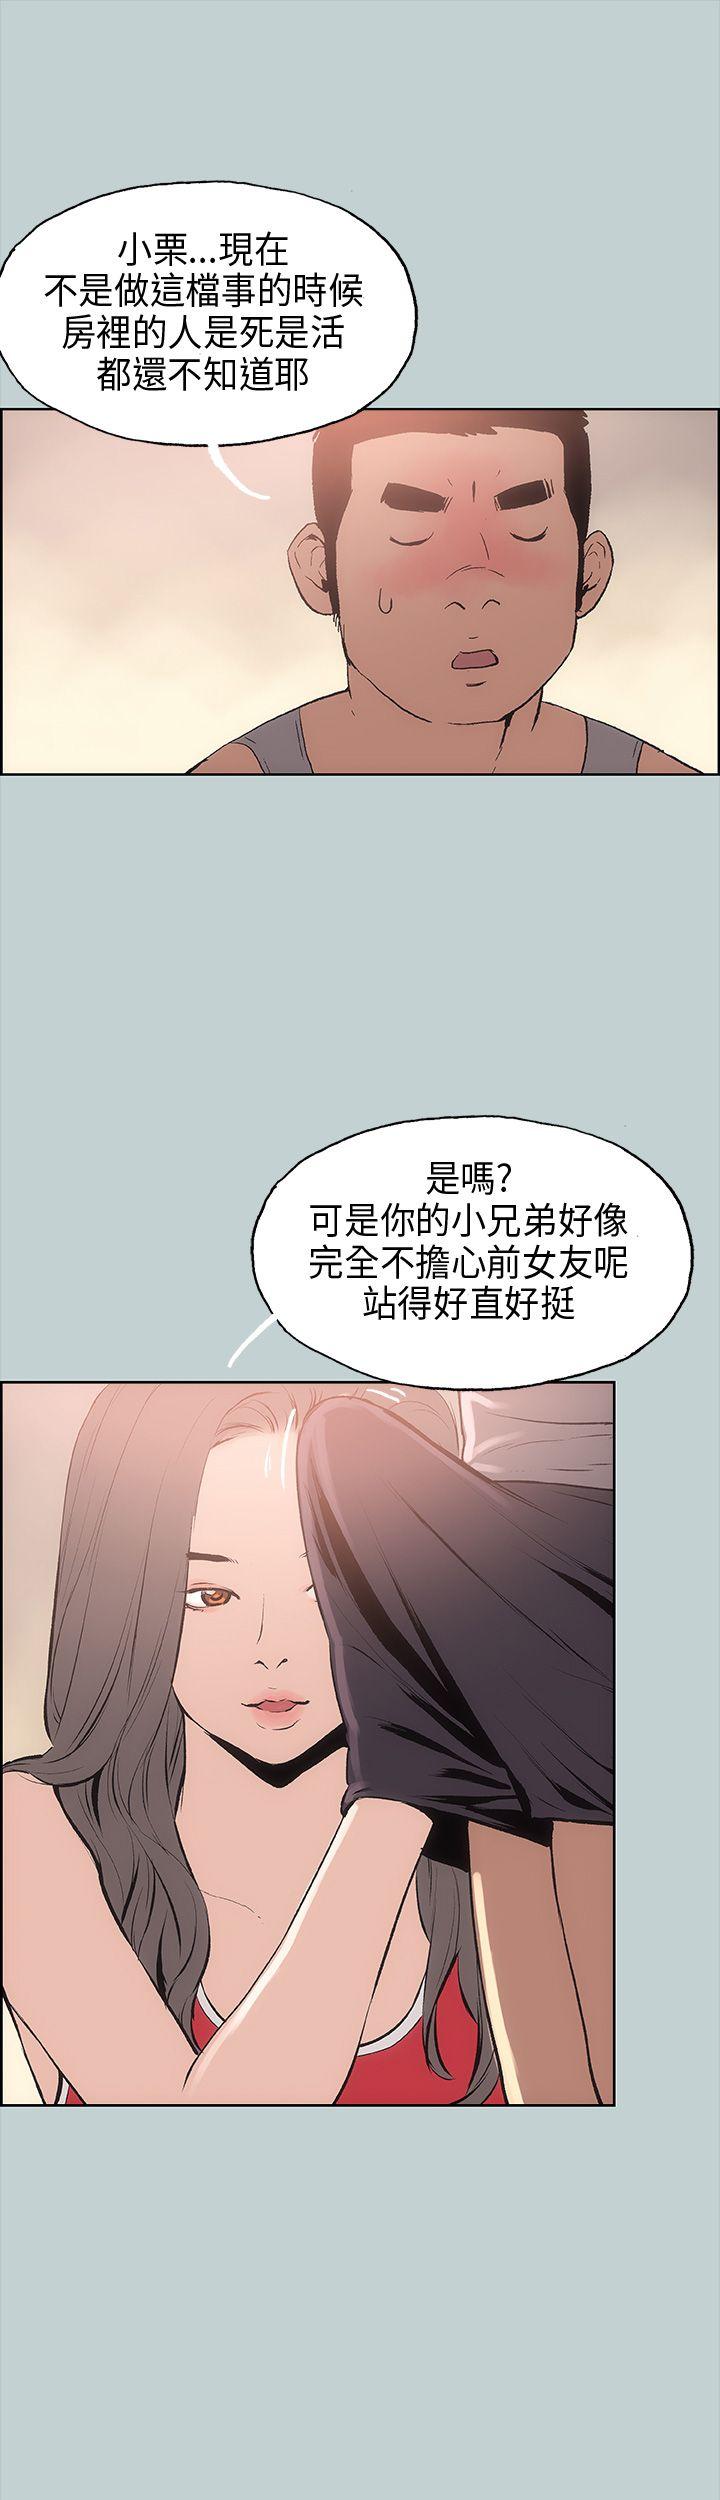 小栗...現在
不是做這檔事的時候
房裡的人是死是活
都還不知道耶
是嗎?
可是你的小兄弟好像
完全不擔心前女友呢
站得好直好挺